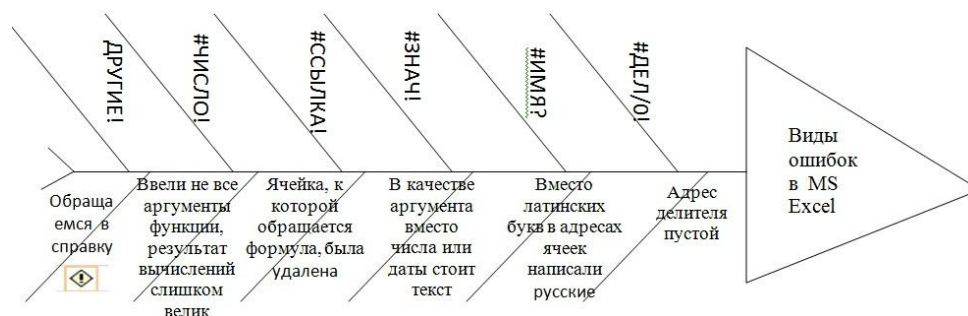 ДРУГИЕ!
#ЧИСЛО!
#ССЫЛКА!
#ЗНАЧ!
#ИМЯ?
#ДЕЛ/0!
Виды
ошибок
в MS
Excel
Обраща
емся в
справку
Ввели не все
аргументы
функции,
результат
вычислений
слишком
велик
Ячейка, к
которой
обращается
формула, была
удалена
В качестве
аргумента
вместо
числа или
даты стоит
текст
Вместо
латинских
букв в адресах
ячеек
написали
русские
Адрес
делителя
пустой